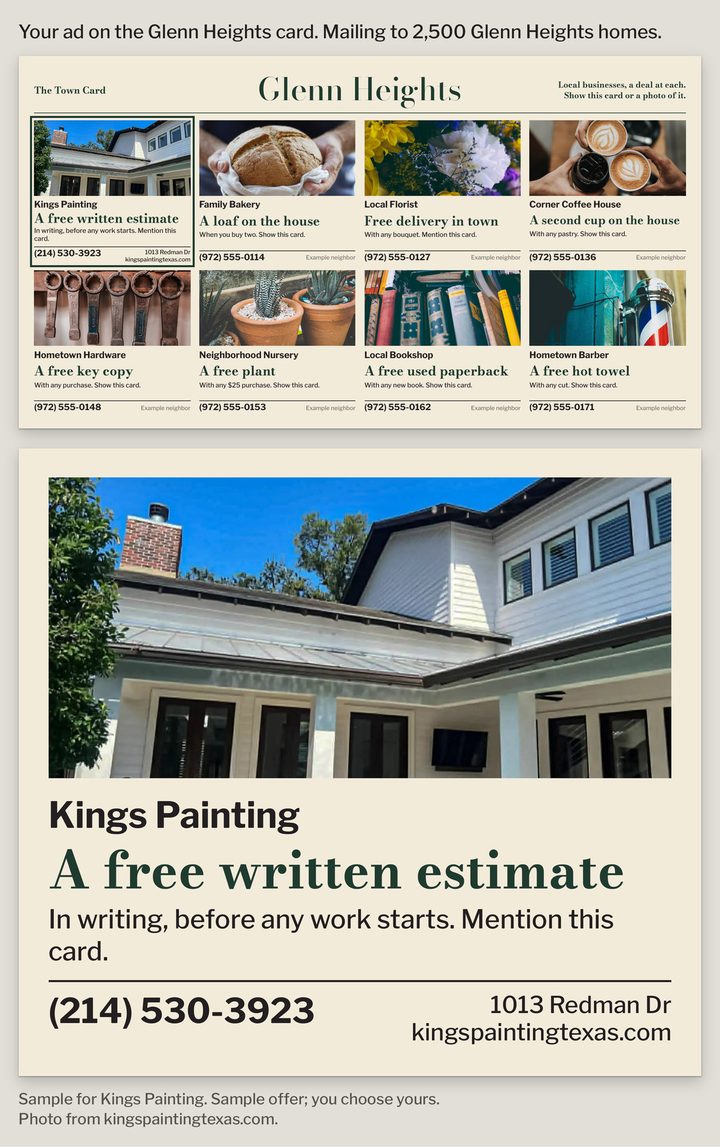 Your ad on the Glenn Heights card. Mailing to 2,500 Glenn Heights homes.
The Town Card
Glenn Heights
Local businesses, a deal at each.
Show this card or a photo of it.
Kings Painting
A free written estimate
In writing, before any work starts. Mention this
card.
(214) 530-3923
1013 Redman Dr
kingspaintingtexas.com
Family Bakery
A loaf on the house
When you buy two. Show this card.
(972) 555-0114
Example neighbor
Local Florist
Free delivery in town
With any bouquet. Mention this card.
(972) 555-0127
Example neighbor
Corner Coffee House
A second cup on the house
With any pastry. Show this card.
(972) 555-0136
Example neighbor
Hometown Hardware
A free key copy
With any purchase. Show this card.
(972) 555-0148
Example neighbor
Neighborhood Nursery
A free plant
With any $25 purchase. Show this card.
(972) 555-0153
Example neighbor
Local Bookshop
A free used paperback
With any new book. Show this card.
(972) 555-0162
Example neighbor
Hometown Barber
A free hot towel
With any cut. Show this card.
(972) 555-0171
Example neighbor
Kings Painting
A free written estimate
In writing, before any work starts. Mention this
card.
(214) 530-3923
1013 Redman Dr
kingspaintingtexas.com
Sample for Kings Painting. Sample offer; you choose yours.
Photo from kingspaintingtexas.com.